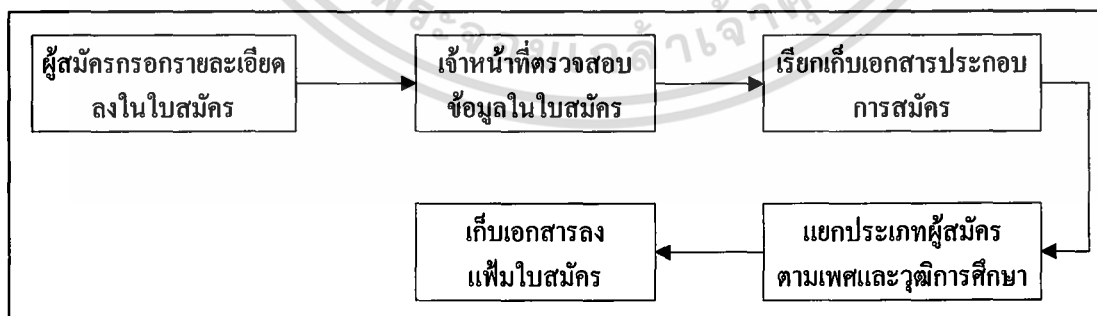 ผู้สมัครกรอกรายละเอียด
ลงในใบสมัคร
เจ้าหน้าที่ตรวจสอบ
ข้อมูลในใบสมัคร
เรียกเก็บเอกสารประกอบ
การสมัคร
แยกประเภทผู้สมัคร
ตามเพศและวุฒิการศึกษา
เก็บเอกสารลง
แฟ้มใบสมัคร